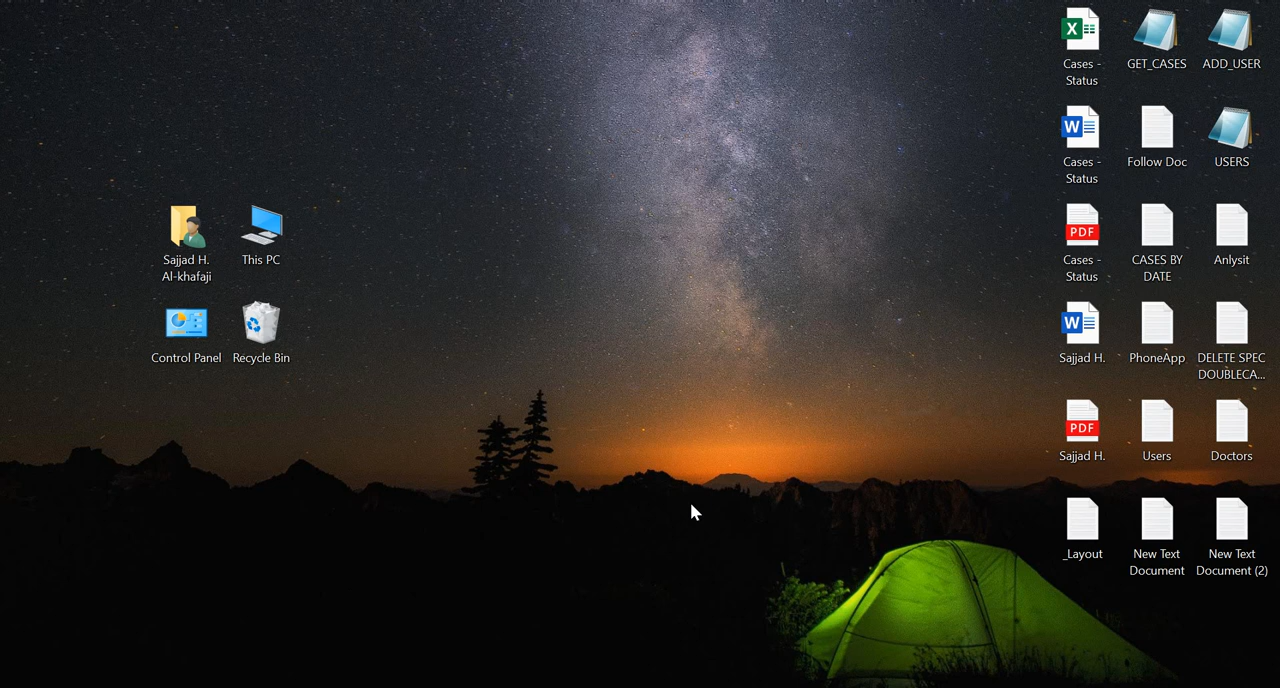 Sajjad H.
Al-khafaji
This PC
Control Panel
Recycle Bin
Cases -
Status
GET_CASES
ADD_USER
Cases -
Status
Follow Doc
USERS
PDF
Cases -
Status
CASES BY
DATE
Anlysit
Sajjad H.
PhoneApp
DELETE SPEC
DOUBLECA...
PDF
Sajjad H.
Users
Doctors
_Layout
New Text
Document
New Text
Document (2)